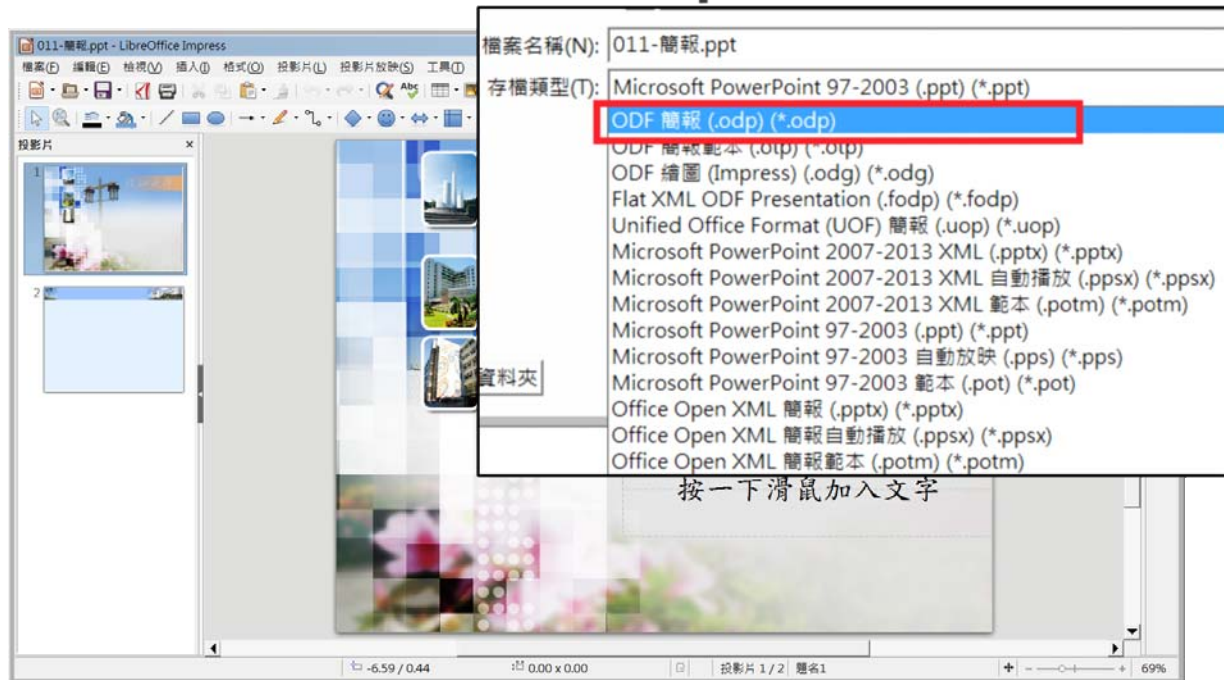 011-簡報.ppt - LibreOffice Impress
檔案(F) 編輯(E) 檢視(V) 插入(I) 格式(O) 投影片(L) 投影片放映(S) 工具(T)
投影片 ×
1
2
檔案名稱(N): 011-簡報.ppt
存檔類型(T): Microsoft PowerPoint 97-2003 (.ppt) (*.ppt)
ODF 簡報 (.odp) (*.odp)
ODF 簡報範本 (.otp) (*.otp)
ODF 繪圖 (Impress) (.odg) (*.odg)
Flat XML ODF Presentation (.fodp) (*.fodp)
Unified Office Format (UOF) 簡報 (.uop) (*.uop)
Microsoft PowerPoint 2007-2013 XML (.pptx) (*.pptx)
Microsoft PowerPoint 2007-2013 XML 自動播放 (.ppsx) (*.ppsx)
Microsoft PowerPoint 2007-2013 XML 範本 (.potm) (*.potm)
Microsoft PowerPoint 97-2003 (.ppt) (*.ppt)
Microsoft PowerPoint 97-2003 自動放映 (.pps) (*.pps)
Microsoft PowerPoint 97-2003 範本 (.pot) (*.pot)
資料夾
Office Open XML 簡報 (.pptx) (*.pptx)
Office Open XML 簡報自動播放 (.ppsx) (*.ppsx)
Office Open XML 簡報範本 (.potm) (*.potm)
按一下滑鼠加入文字
-6.59 / 0.44 0.00 x 0.00 投影片 1 / 2 題名1 69%